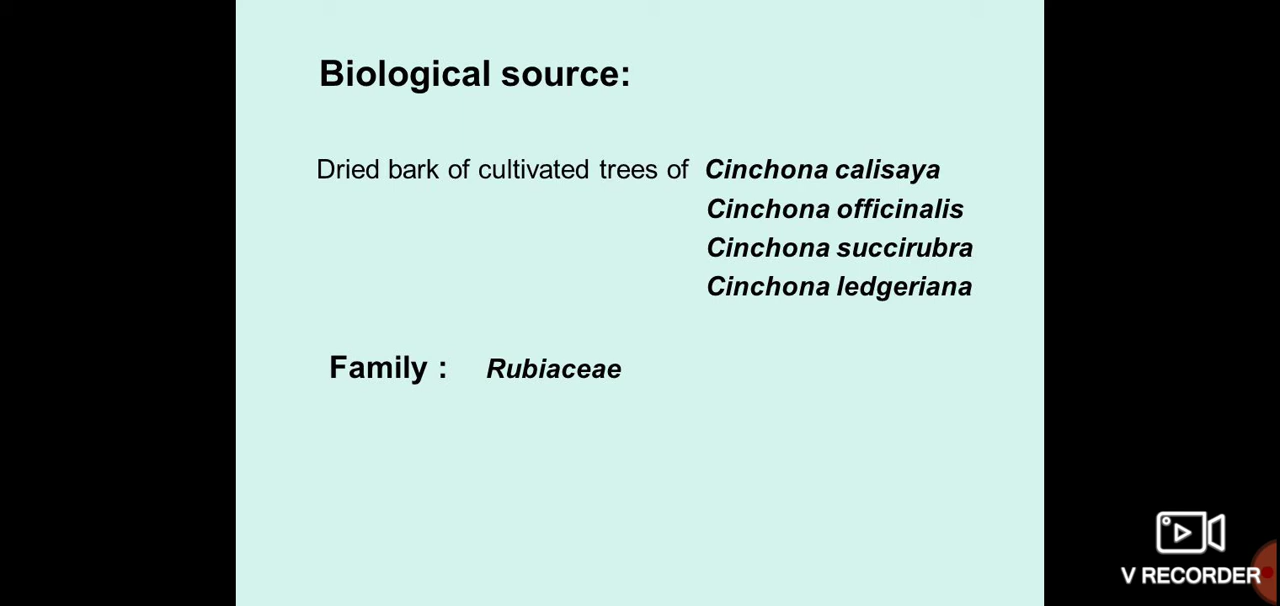 Biological source:
Dried bark of cultivated trees of Cinchona calisaya
Cinchona officinalis
Cinchona succirubra
Cinchona ledgeriana
Family : Rubiaceae
V RECORDER